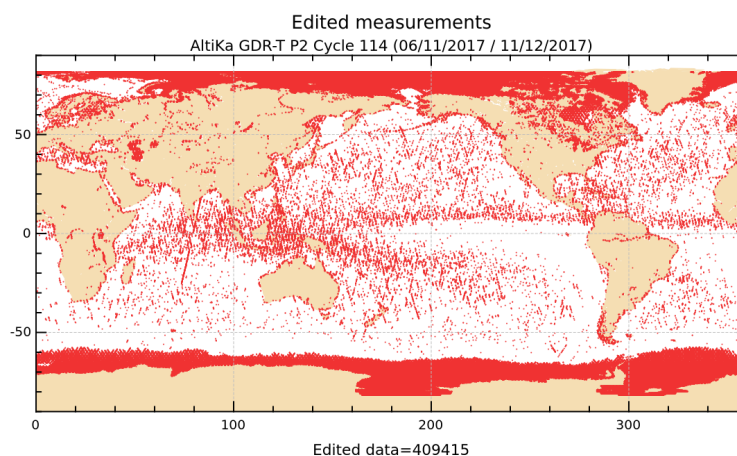 Edited measurements
AltiKa GDR-T P2 Cycle 114 (06/11/2017 / 11/12/2017)
50
0
-50
0 100 200 300
Edited data=409415